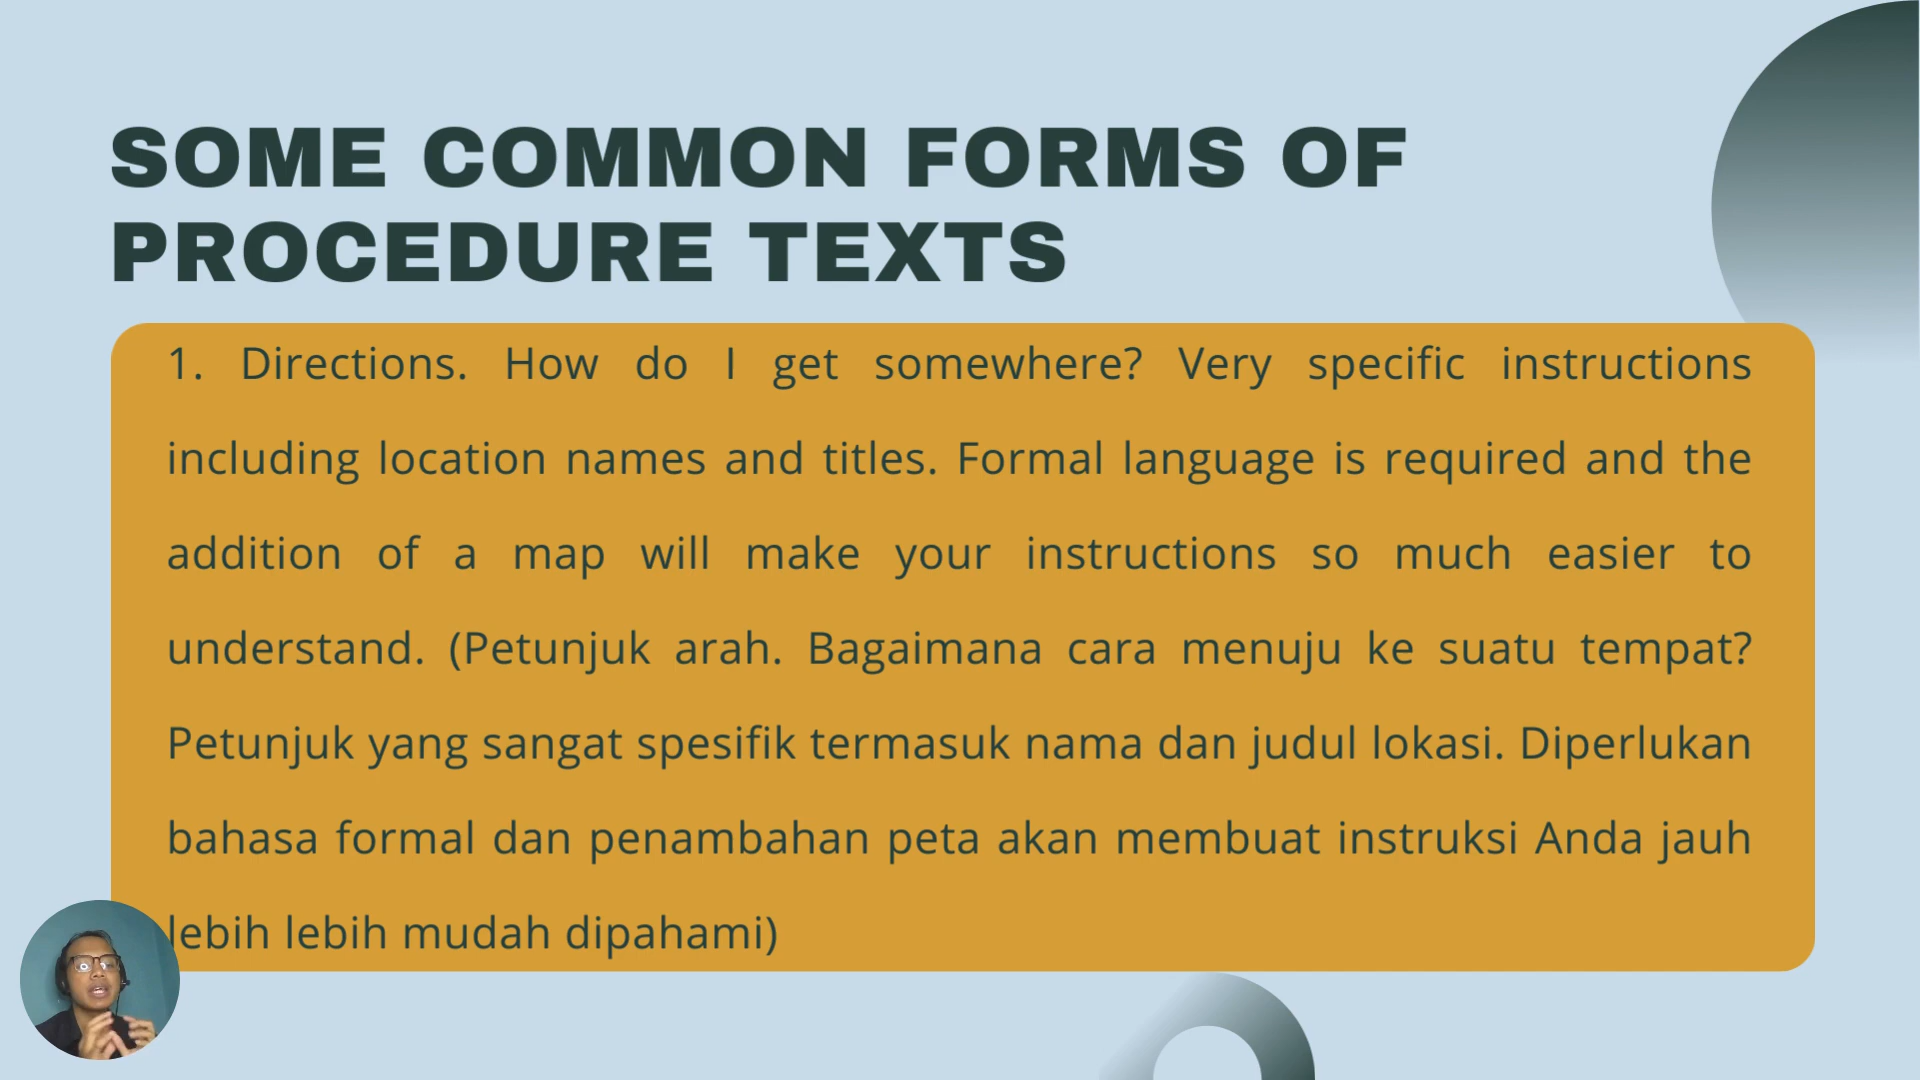 SOME COMMON FORMS OF
PROCEDURE TEXTS
1. Directions. How do I get somewhere? Very specific instructions
including location names and titles. Formal language is required and the
addition of a map will make your instructions so much easier to
understand. (Petunjuk arah. Bagaimana cara menuju ke suatu tempat?
Petunjuk yang sangat spesifik termasuk nama dan judul lokasi. Diperlukan
bahasa formal dan penambahan peta akan membuat instruksi Anda jauh
lebih lebih mudah dipahami)